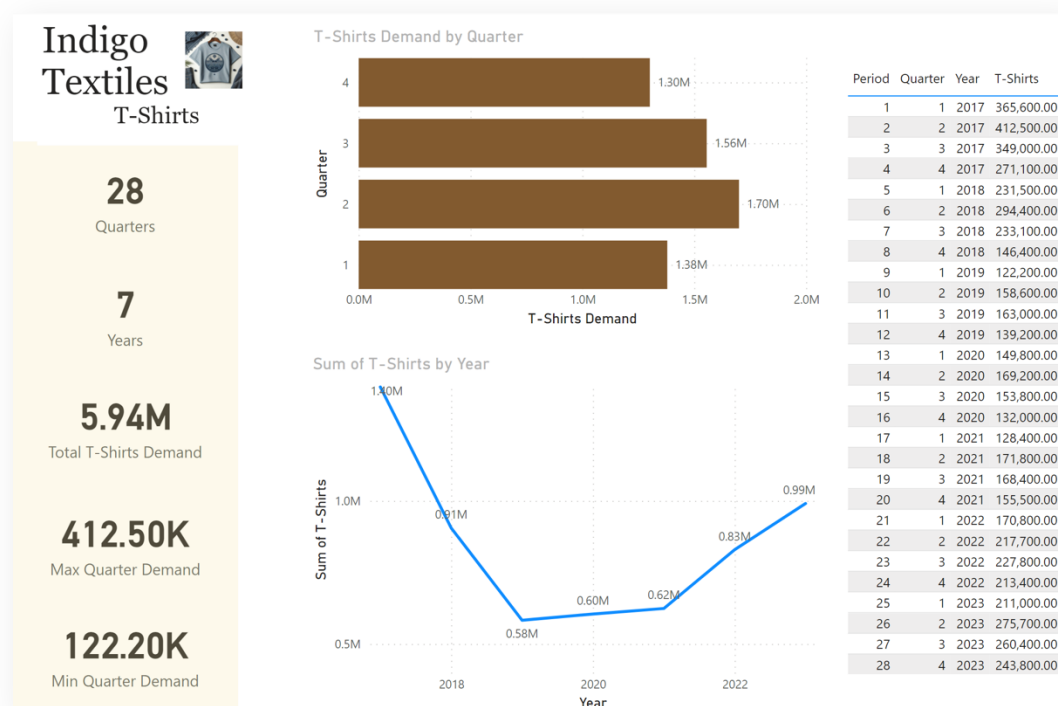 Indigo
Textiles
T-Shirts
28
Quarters
7
Years
5.94M
Total T-Shirts Demand
412.50K
Max Quarter Demand
122.20K
Min Quarter Demand
T-Shirts Demand by Quarter
Quarter
4 1.30M
3 1.56M
2 1.70M
1 1.38M
0.0M 0.5M 1.0M 1.5M 2.0M
T-Shirts Demand
Sum of T-Shirts by Year
Sum of T-Shirts
1.40M
0.99M
1.0M
0.91M
0.83M
0.60M 0.62M
0.58M
0.5M
2018 2020 2022
Year
Period Quarter Year T-Shirts
1 1 2017 365,600.00
2 2 2017 412,500.00
3 3 2017 349,000.00
4 4 2017 271,100.00
5 1 2018 231,500.00
6 2 2018 294,400.00
7 3 2018 233,100.00
8 4 2018 146,400.00
9 1 2019 122,200.00
10 2 2019 158,600.00
11 3 2019 163,000.00
12 4 2019 139,200.00
13 1 2020 149,800.00
14 2 2020 169,200.00
15 3 2020 153,800.00
16 4 2020 132,000.00
17 1 2021 128,400.00
18 2 2021 171,800.00
19 3 2021 168,400.00
20 4 2021 155,500.00
21 1 2022 170,800.00
22 2 2022 217,700.00
23 3 2022 227,800.00
24 4 2022 213,400.00
25 1 2023 211,000.00
26 2 2023 275,700.00
27 3 2023 260,400.00
28 4 2023 243,800.00